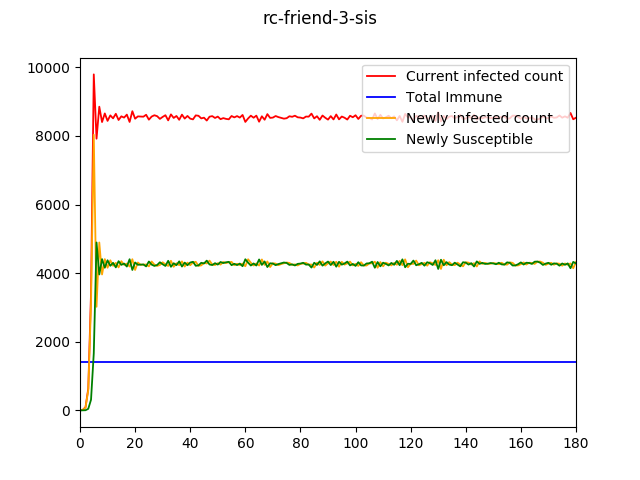 rc-friend-3-sis
10000
8000
6000
4000
2000
0
Current infected count
Total Immune
Newly infected count
Newly Susceptible
0 20 40 60 80 100 120 140 160 180